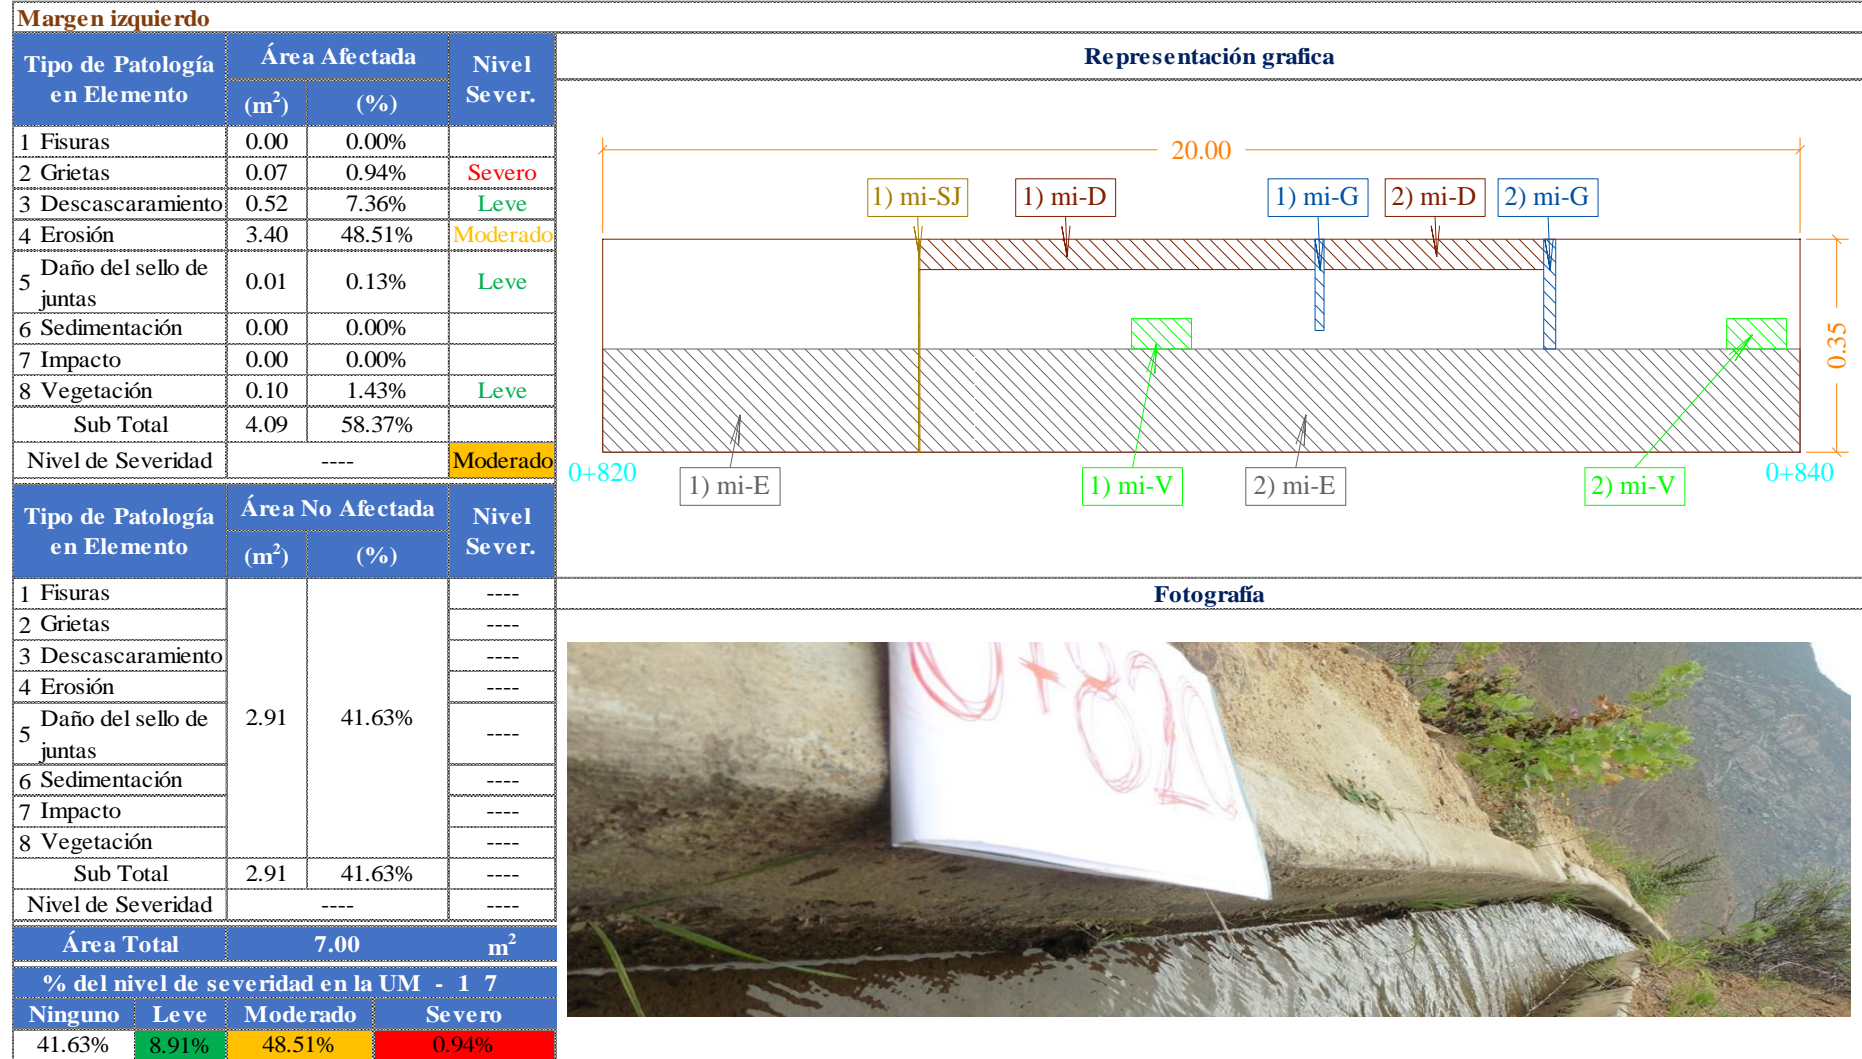 Margen izquierdo
Tipo de Patología en Elemento Área Afectada Nivel Sever.
(m²) (%)
1 Fisuras 0.00 0.00%
2 Grietas 0.07 0.94% Severo
3 Descascaramiento 0.52 7.36% Leve
4 Erosión 3.40 48.51% Moderado
5 Daño del sello de juntas 0.01 0.13% Leve
6 Sedimentación 0.00 0.00%
7 Impacto 0.00 0.00%
8 Vegetación 0.10 1.43% Leve
Sub Total 4.09 58.37%
Nivel de Severidad ---- Moderado
Tipo de Patología en Elemento Área No Afectada Nivel Sever.
(m²) (%)
1 Fisuras ----
2 Grietas ----
3 Descascaramiento ----
4 Erosión ----
5 Daño del sello de juntas 2.91 41.63% ----
6 Sedimentación ----
7 Impacto ----
8 Vegetación ----
Sub Total 2.91 41.63% ----
Nivel de Severidad ---- ----
Área Total 7.00 m²
% del nivel de severidad en la UM - 1 7
Ninguno Leve Moderado Severo
41.63% 8.91% 48.51% 0.94%
Representación grafica
20.00
1) mi-SJ 1) mi-D 1) mi-G 2) mi-D 2) mi-G
0.35
0+820 0+840
1) mi-E 1) mi-V 2) mi-E 2) mi-V
Fotografía
0+820